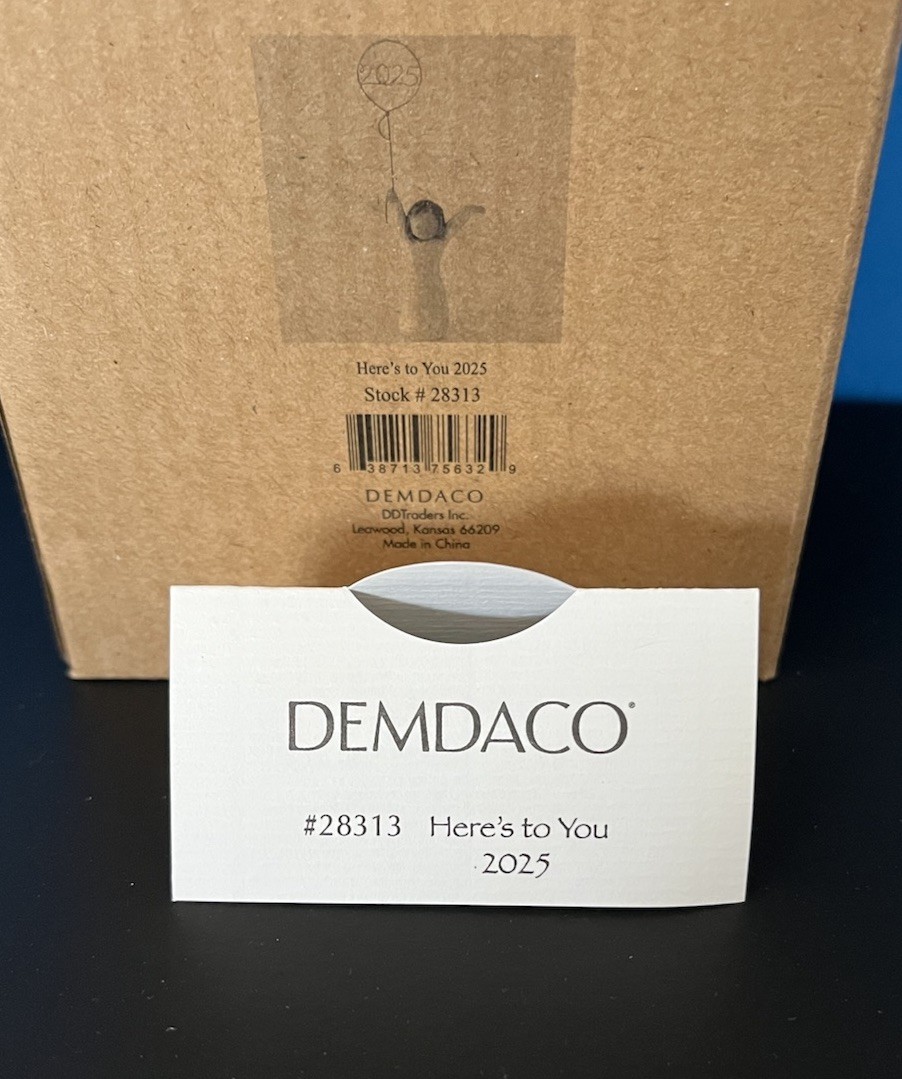 2025
Here's to You 2025
Stock # 28313
6 38713 75632 9
DEMDACO
DDTraders Inc.
Leawood, Kansas 66209
Made in China
DEMDACO®
#28313 Here's to You
2025